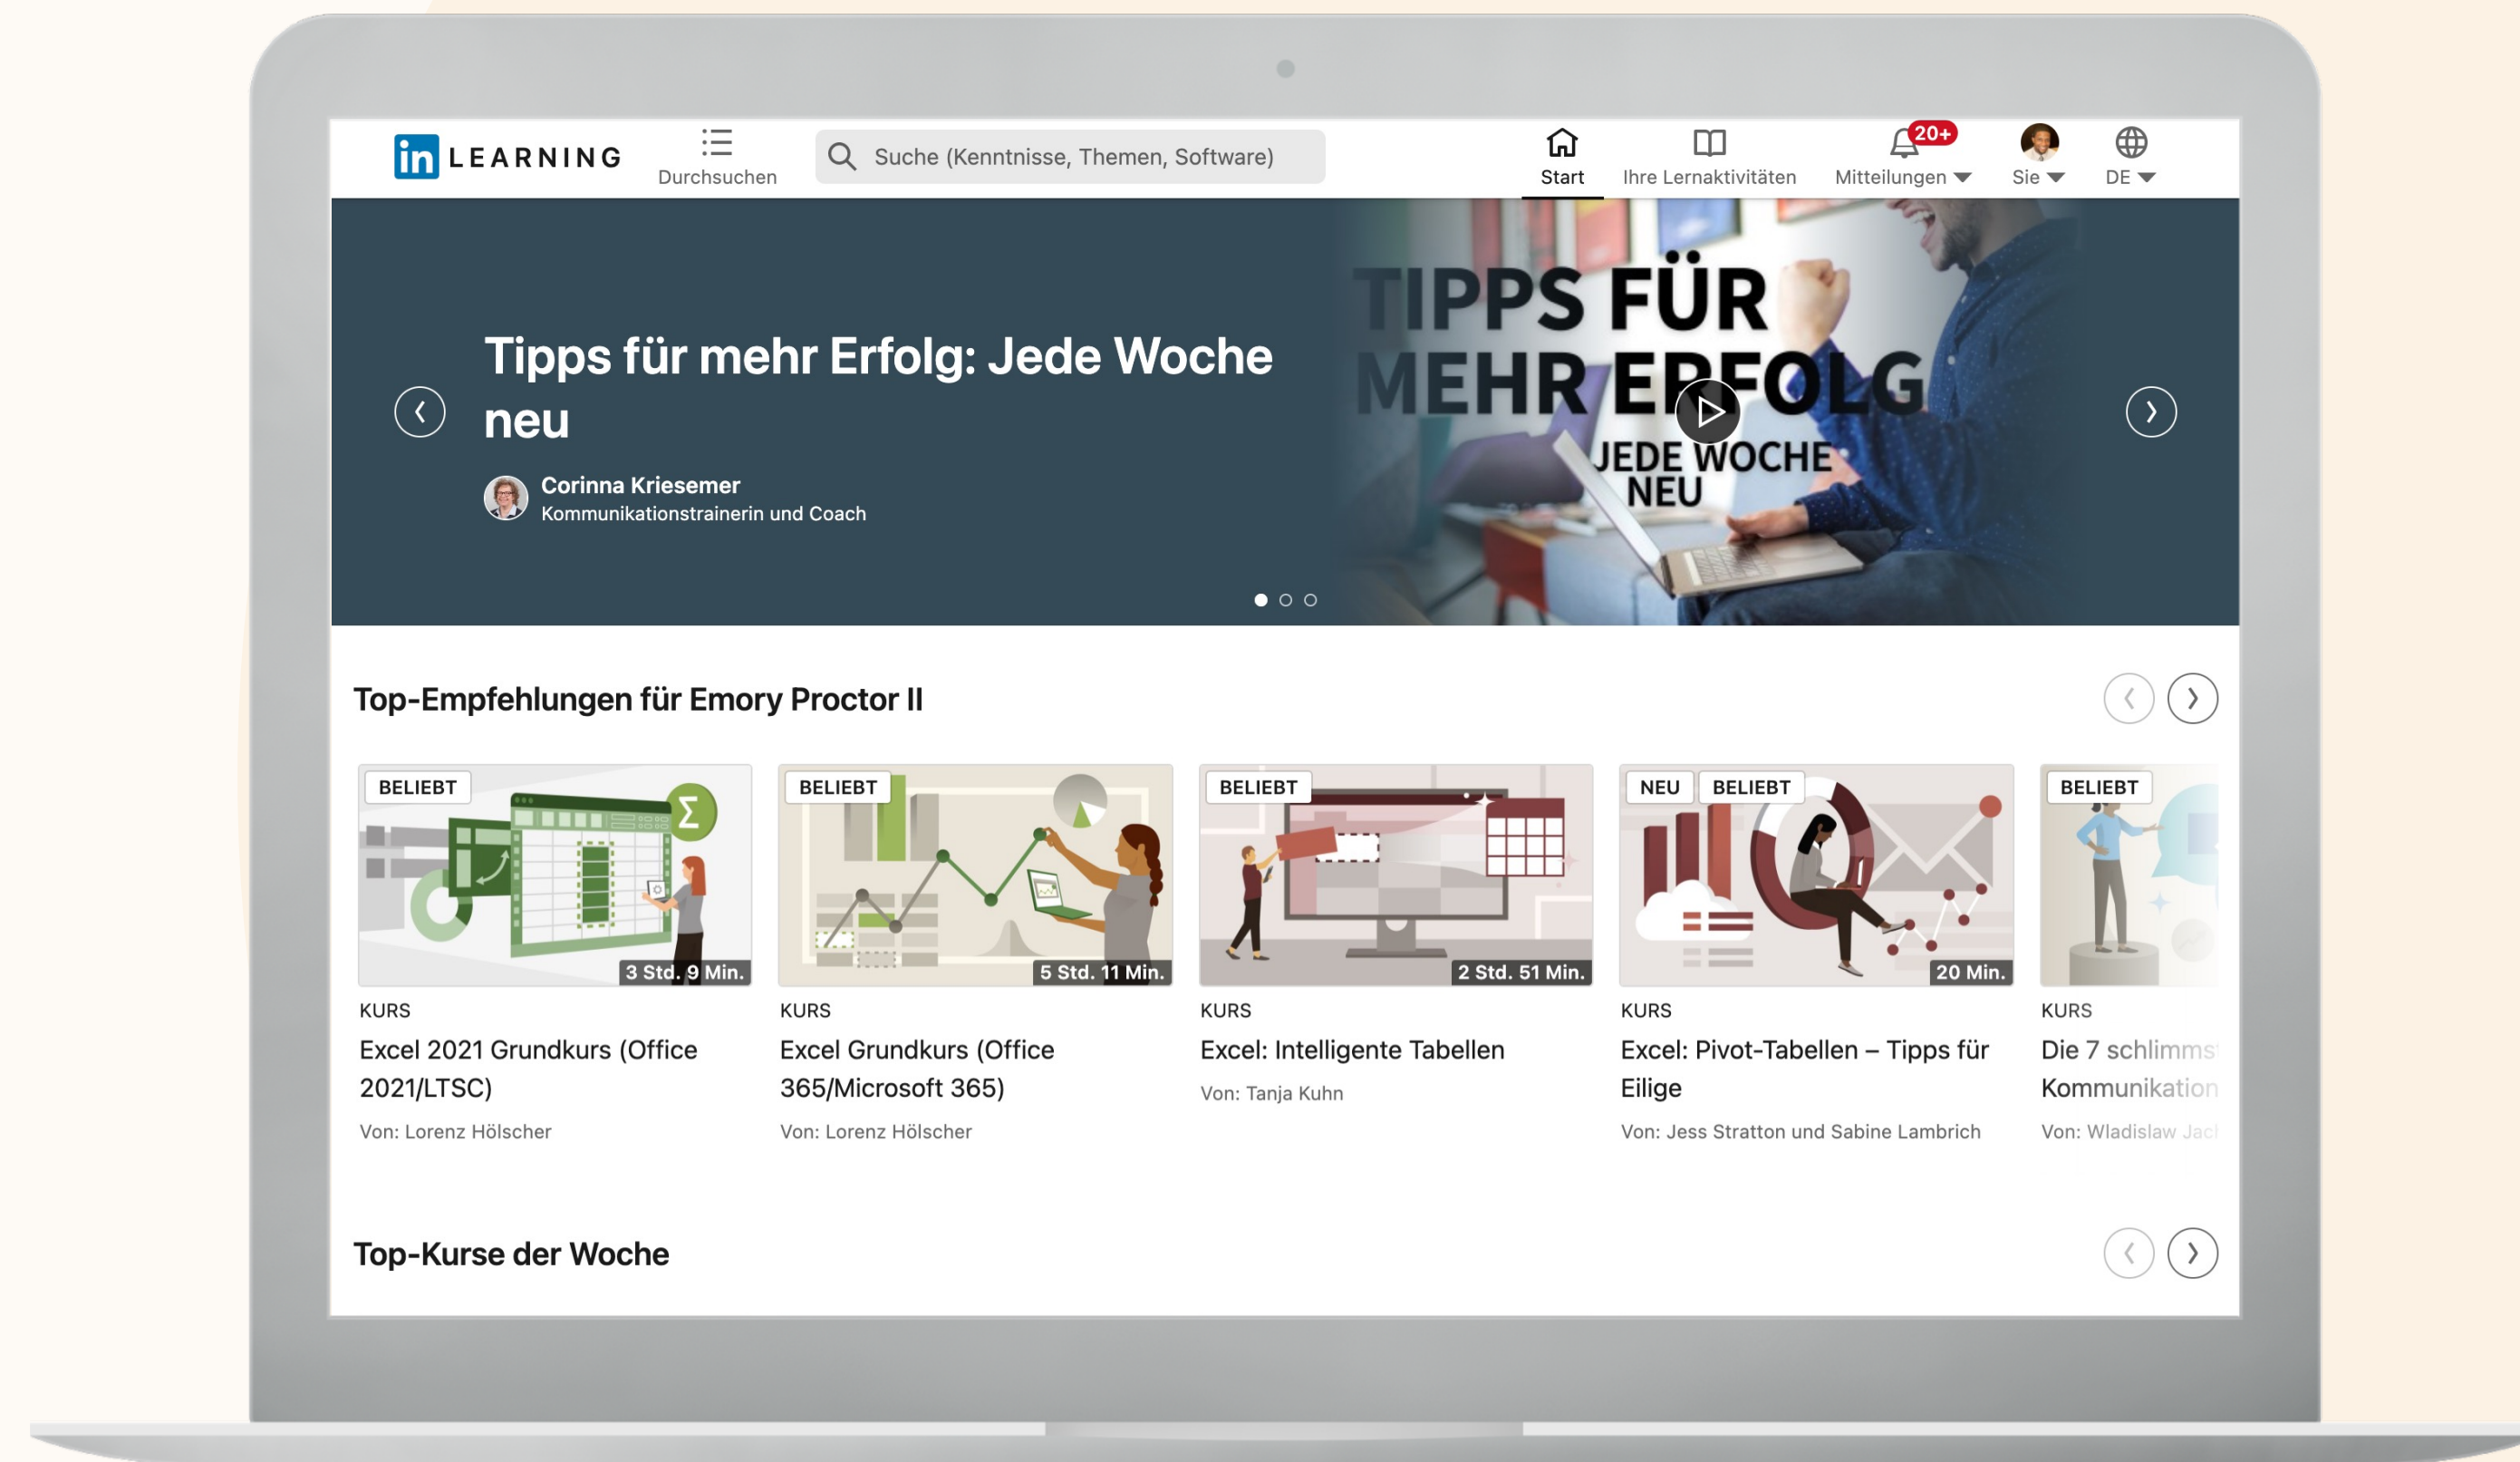 in LEARNING
Durchsuchen
Suche (Kenntnisse, Themen, Software)
Start
Ihre Lernaktivitäten
20+
Mitteilungen
Sie
DE
Tipps für mehr Erfolg: Jede Woche
neu
Corinna Kriesemer
Kommunikationstrainerin und Coach
TIPPS FÜR
MEHR ERFOLG
JEDE WOCHE
NEU
Top-Empfehlungen für Emory Proctor II
BELIEBT
3 Std. 9 Min.
KURS
Excel 2021 Grundkurs (Office
2021/LTSC)
Von: Lorenz Hölscher
BELIEBT
5 Std. 11 Min.
KURS
Excel Grundkurs (Office
365/Microsoft 365)
Von: Lorenz Hölscher
BELIEBT
2 Std. 51 Min.
KURS
Excel: Intelligente Tabellen
Von: Tanja Kuhn
NEU BELIEBT
20 Min.
KURS
Excel: Pivot-Tabellen – Tipps für
Eilige
Von: Jess Stratton und Sabine Lambrich
BELIEBT
KURS
Die 7
Kommunikation
Von: Wladislaw
Top-Kurse der Woche